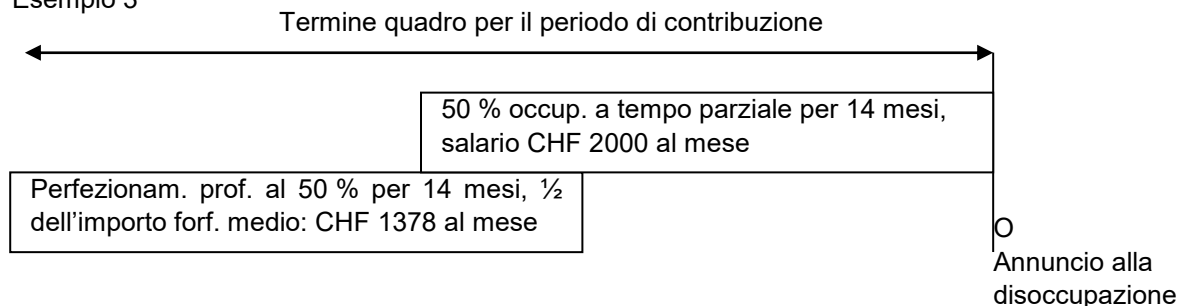 Esempio 3
Termine quadro per il periodo di contribuzione
50 % occup. a tempo parziale per 14 mesi,
salario CHF 2000 al mese
Perfezionam. prof. al 50 % per 14 mesi, ½
dell'importo forf. medio: CHF 1378 al mese
O
Annuncio alla
disoccupazione